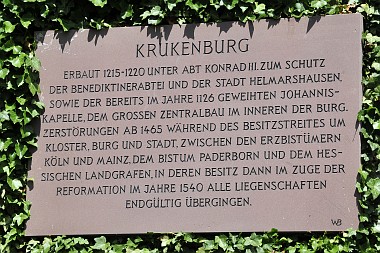 KRUKENBURG
ERBAUT 1215-1220 UNTER ABT KONRAD III. ZUM SCHUTZ
DER BENEDIKTINERABTEI UND DER STADT HELMARSHAUSEN,
SOWIE DER BEREITS IM JAHRE 1126 GEWEIHTEN JOHANNIS-
KAPELLE, DEM GROSSEN ZENTRALBAU IM INNEREN DER BURG.
ZERSTÖRUNGEN AB 1465 WÄHREND DES BESITZSTREITES UM
KLOSTER, BURG UND STADT, ZWISCHEN DEN ERZBISTÜMERN
KÖLN UND MAINZ, DEM BISTUM PADERBORN UND DEM HES-
SISCHEN LANDGRAFEN, IN DEREN BESITZ DANN IM ZUGE DER
REFORMATION IM JAHRE 1540 ALLE LIEGENSCHAFTEN
ENDGÜLTIG ÜBERGINGEN.
WB